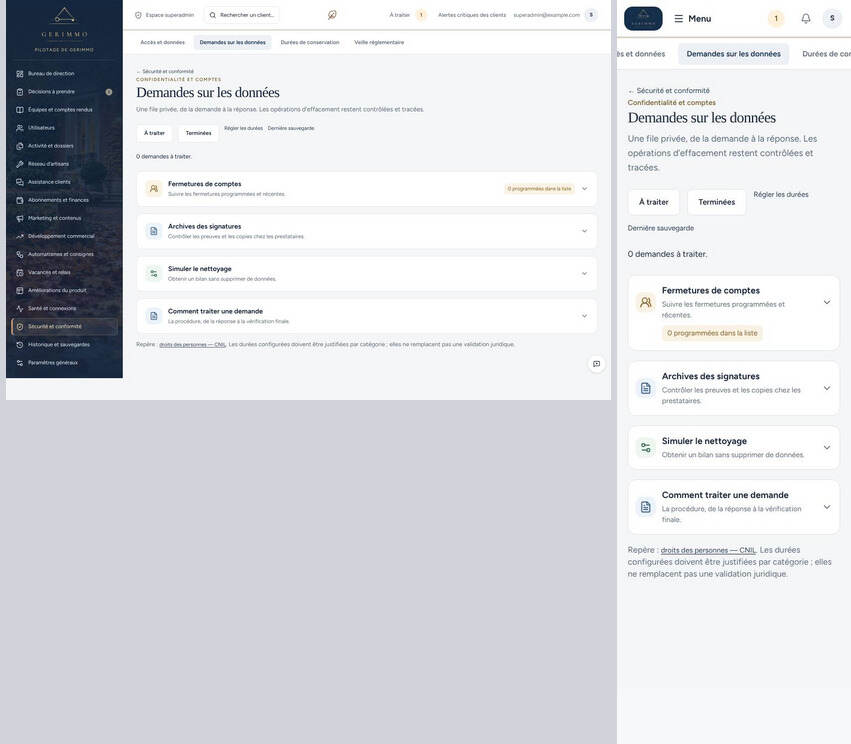 GERIMMO
PILOTAGE DE GERIMMO
Bureau de direction
Décisions à prendre
Équipes et comptes rendus
Utilisateurs
Activité et dossiers
Réseau d'artisans
Assistance clients
Abonnements et finances
Marketing et contenus
Développement commercial
Automatismes et consignes
Vacances et relais
Améliorations du produit
Santé et connexions
Sécurité et conformité
Historique et sauvegardes
Paramètres généraux
Espace superadmin
Rechercher un client...
À traiter 1
Alertes critiques des clients
superadmin@example.com
S
Accès et données
Demandes sur les données
Durées de conservation
Veille réglementaire
← Sécurité et conformité
CONFIDENTIALITÉ ET COMPTES
Demandes sur les données
Une file privée, de la demande à la réponse. Les opérations d'effacement restent contrôlées et tracées.
À traiter
Terminées
Régler les durées
Dernière sauvegarde
0 demandes à traiter.
Fermetures de comptes
Suivre les fermetures programmées et récentes.
0 programmées dans la liste
Archives des signatures
Contrôler les preuves et les copies chez les prestataires.
Simuler le nettoyage
Obtenir un bilan sans supprimer de données.
Comment traiter une demande
La procédure, de la réponse à la vérification finale.
Repère : droits des personnes — CNIL. Les durées configurées doivent être justifiées par catégorie ; elles ne remplacent pas une validation juridique.
Menu
1
S
ès et données
Demandes sur les données
Durées de con
← Sécurité et conformité
Confidentialité et comptes
Demandes sur les données
Une file privée, de la demande à la réponse. Les
opérations d'effacement restent contrôlées et
tracées.
À traiter
Terminées
Régler les durées
Dernière sauvegarde
0 demandes à traiter.
Fermetures de comptes
Suivre les fermetures programmées et
récentes.
0 programmées dans la liste
Archives des signatures
Contrôler les preuves et les copies chez les
prestataires.
Simuler le nettoyage
Obtenir un bilan sans supprimer de données.
Comment traiter une demande
La procédure, de la réponse à la vérification
finale.
Repère : droits des personnes — CNIL. Les durées
configurées doivent être justifiées par catégorie ; elles
ne remplacent pas une validation juridique.